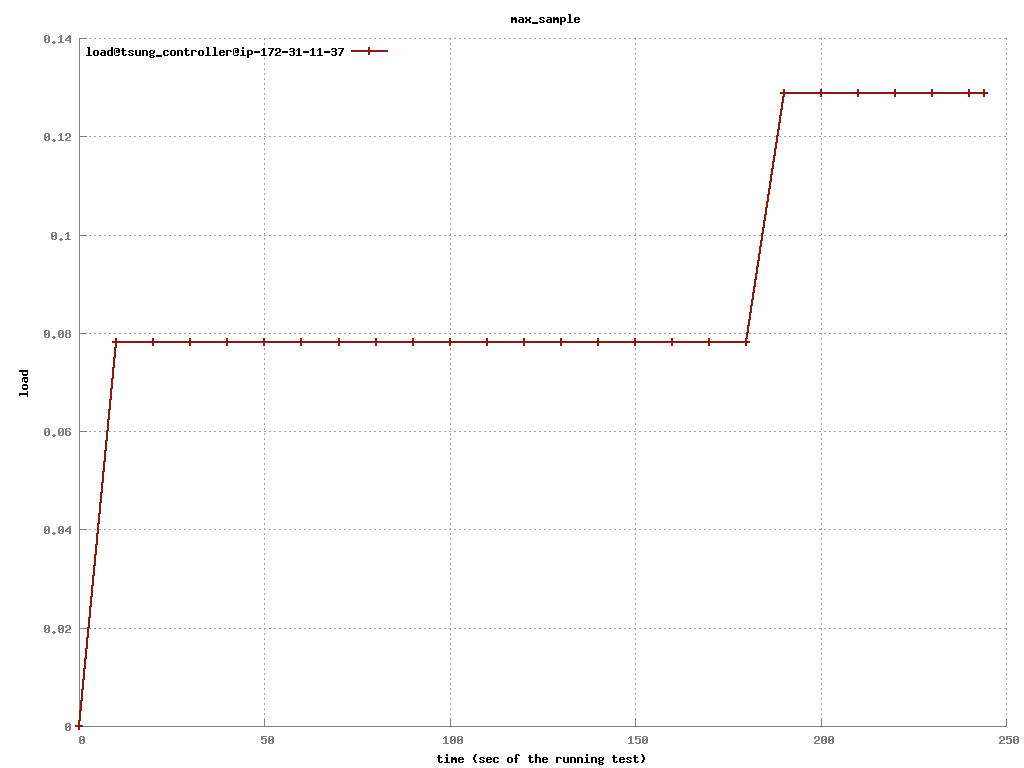 max_sample
0.14
load@tsung_controller@ip-172-31-11-37
0.12
0.1
0.08
load
0.06
0.04
0.02
0
0 50 100 150 200 250
time (sec of the running test)